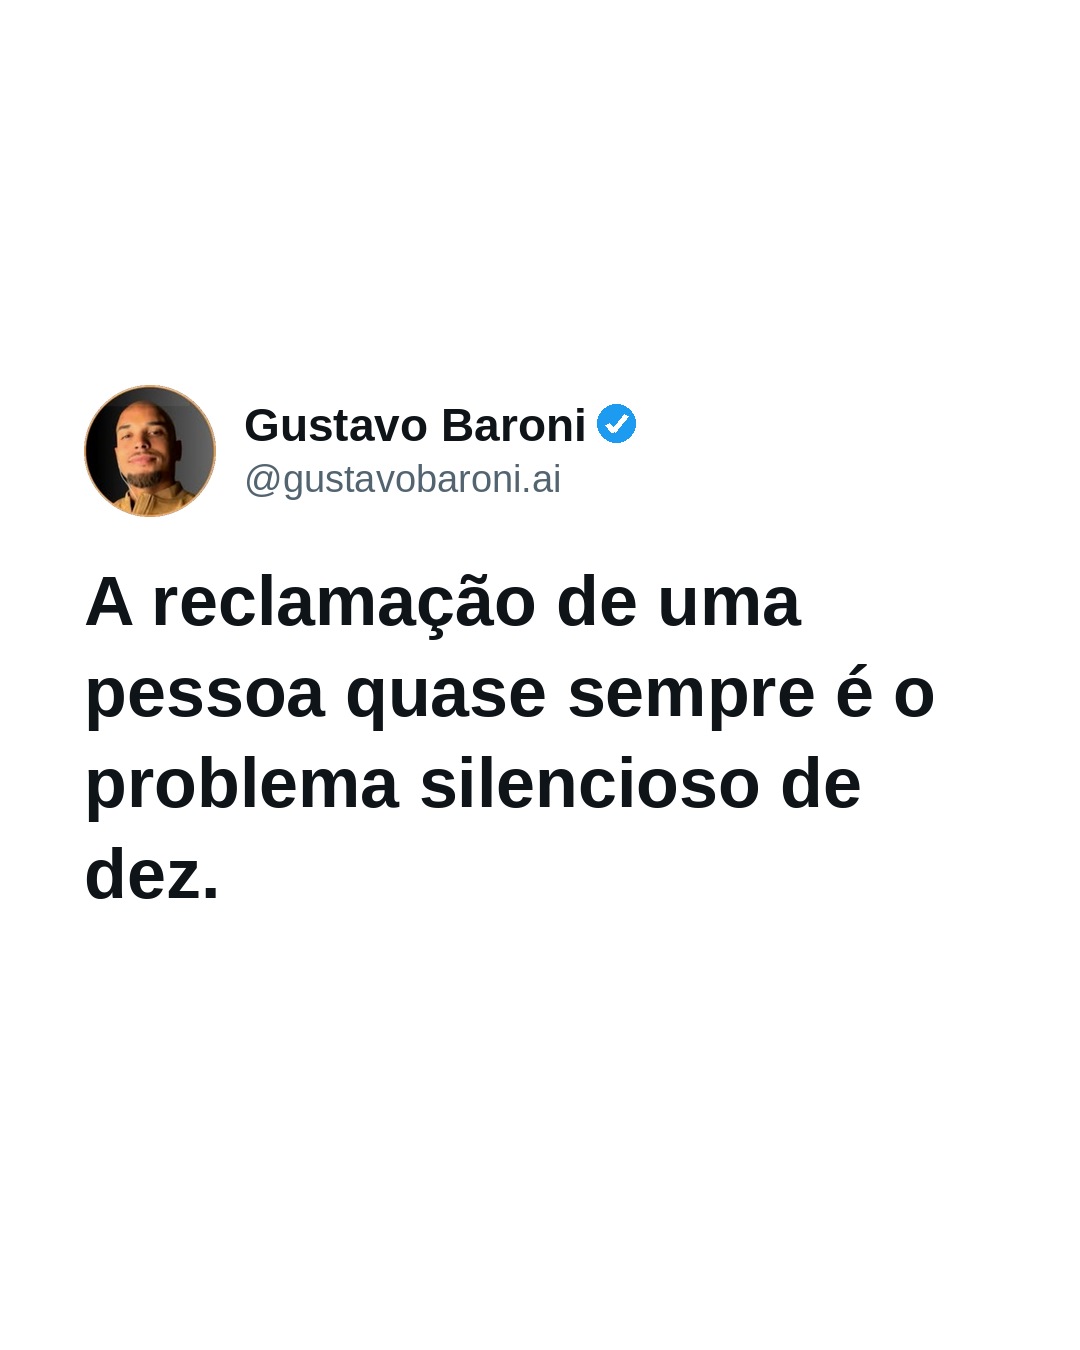 Gustavo Baroni
@gustavobaroni.ai
A reclamação de uma
pessoa quase sempre é o
problema silencioso de
dez.